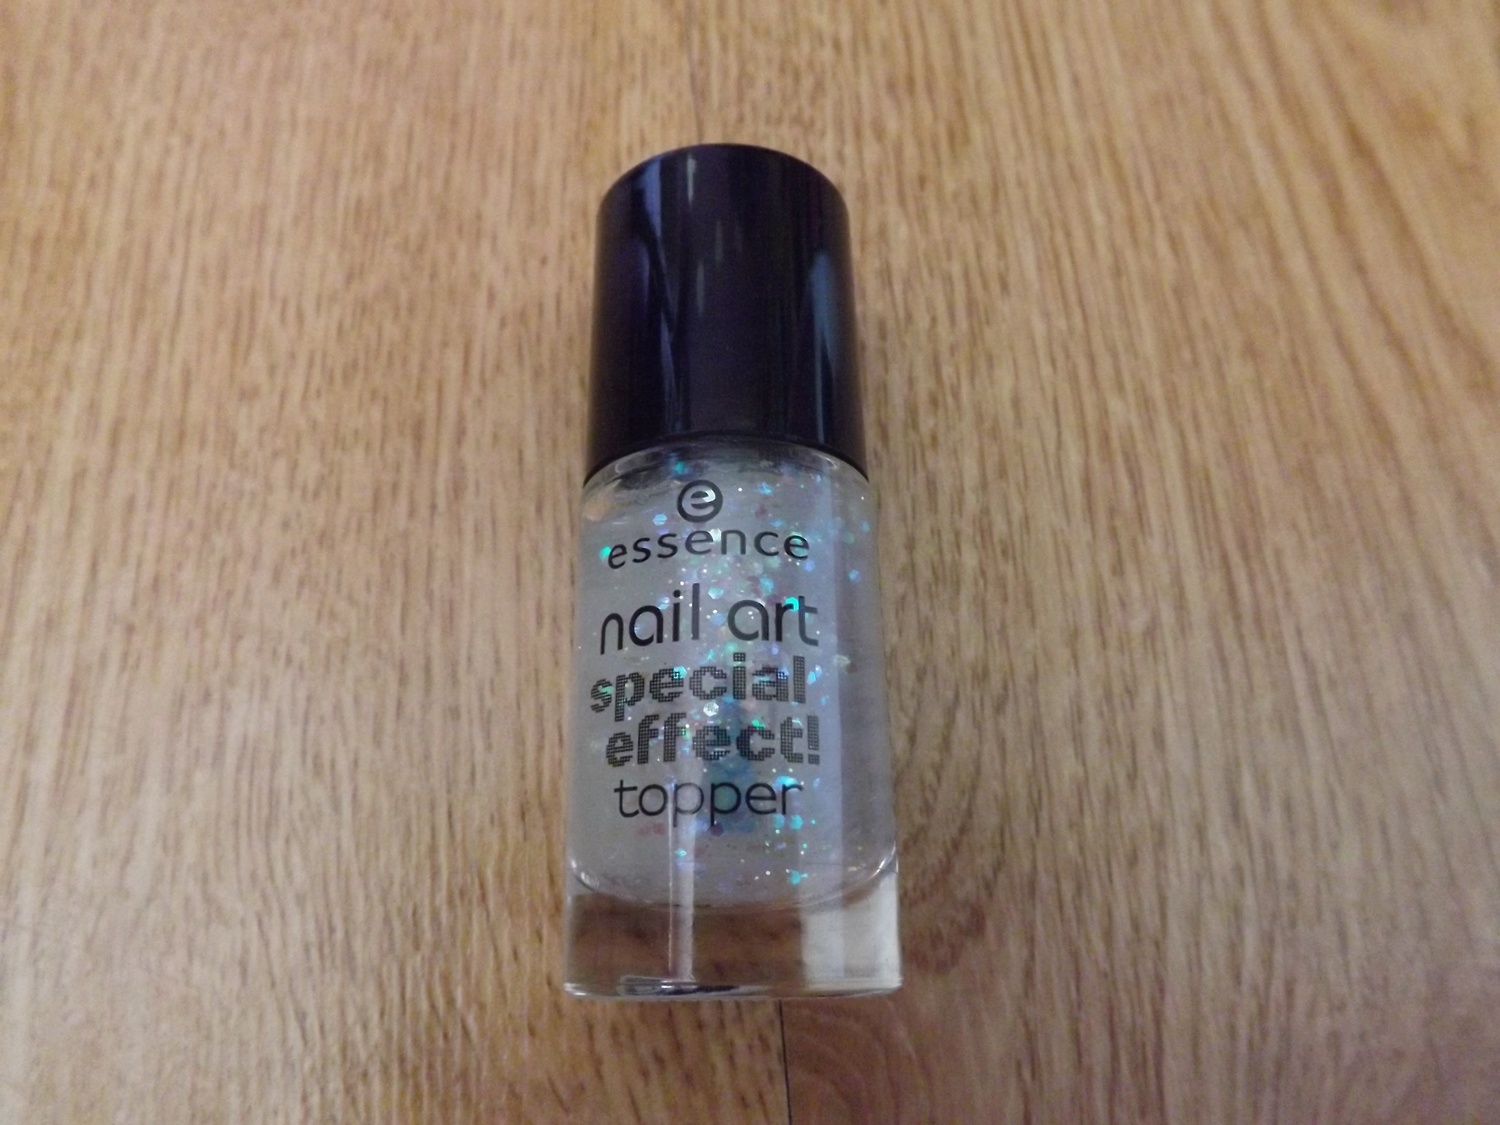 e
essence
nail art
special
effect!
topper